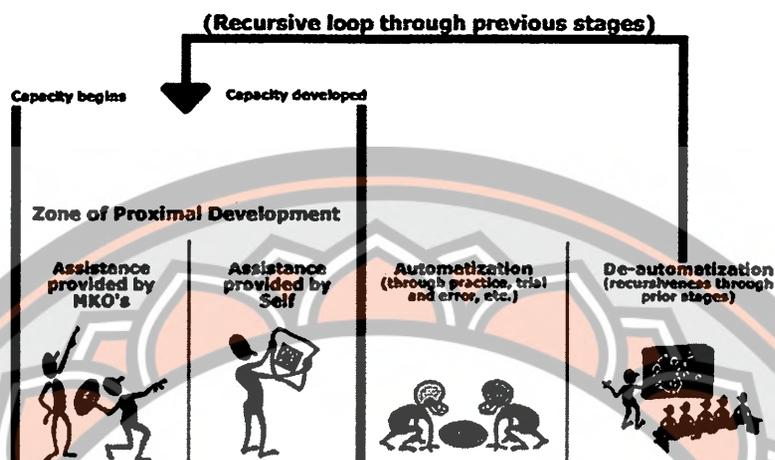 (Recursive loop through previous stages)
Capacity begins
Capacity developed
Zone of Proximal Development
Assistance
provided by
MKO's
Assistance
provided by
Self
Automatization
(through practice, trial
and error, etc.)
De-automatization
(recursiveness through
prior stages)